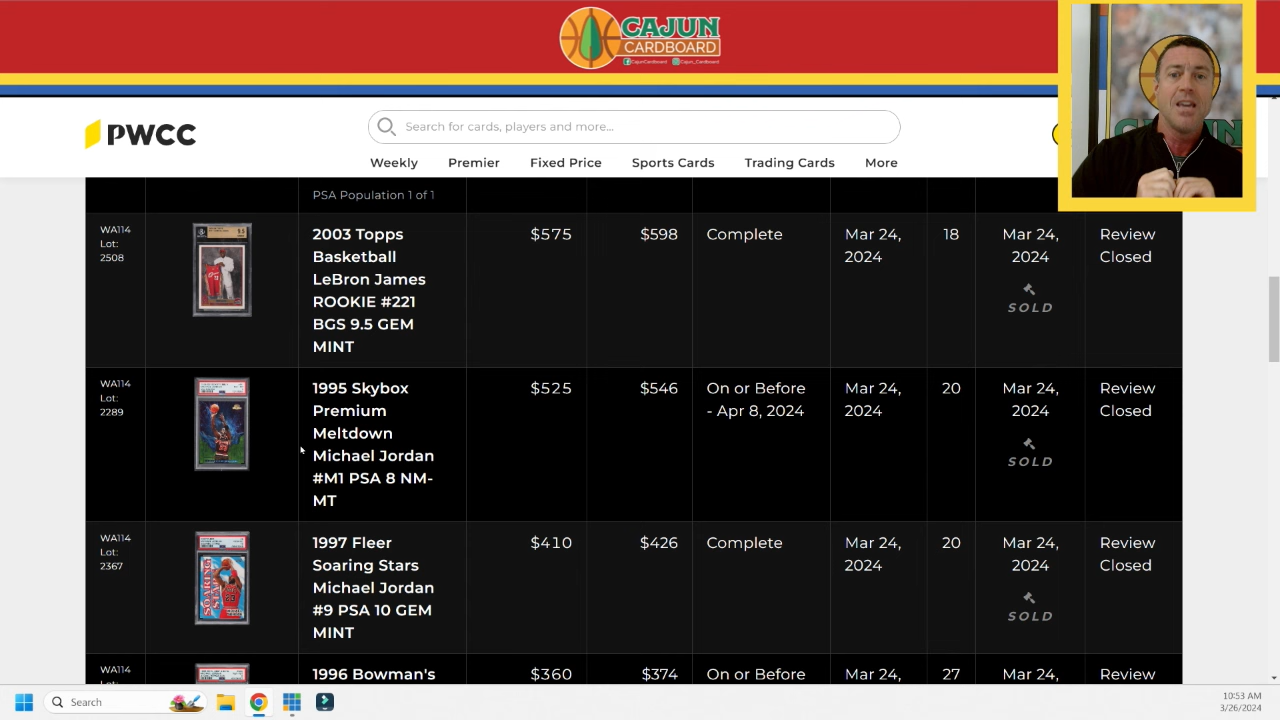 CAJUN
CARDBOARD
CajunCardboard Cajun_Cardboard
PWCC
Search for cards, players and more...
Weekly Premier Fixed Price Sports Cards Trading Cards More
PSA Population 1 of 1
WA114
Lot:
2508
2003 Topps
Basketball
LeBron James
ROOKIE #221
BGS 9.5 GEM
MINT
$575
$598
Complete
Mar 24,
2024
18
Mar 24,
2024
SOLD
Review
Closed
WA114
Lot:
2289
1995 Skybox
Premium
Meltdown
Michael Jordan
#M1 PSA 8 NM-
MT
$525
$546
On or Before
- Apr 8, 2024
Mar 24,
2024
20
Mar 24,
2024
SOLD
Review
Closed
WA114
Lot:
2367
SOARING
STARS
1997 Fleer
Soaring Stars
Michael Jordan
#9 PSA 10 GEM
MINT
$410
$426
Complete
Mar 24,
2024
20
Mar 24,
2024
SOLD
Review
Closed
WA114
1996 Bowman's
$360
$374
On or Before
Mar 24,
27
Mar 24,
Review
Search
10:53 AM
3/26/2024